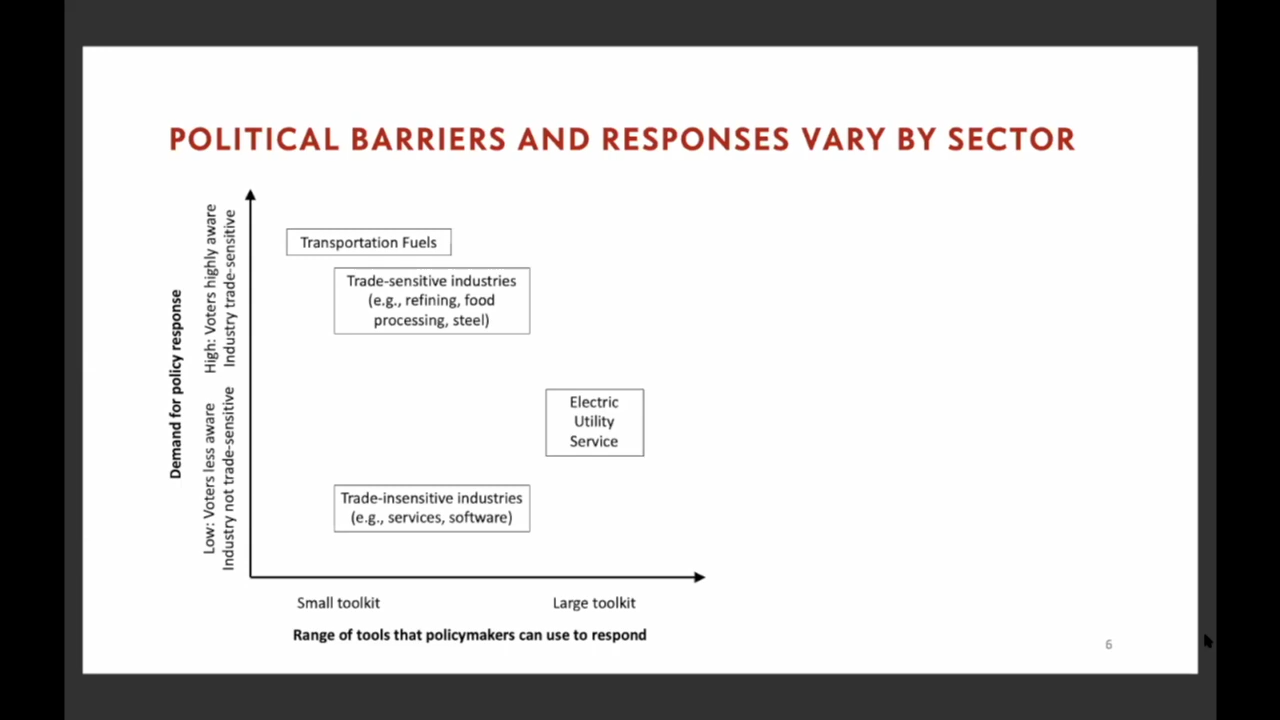 POLITICAL BARRIERS AND RESPONSES VARY BY SECTOR
Demand for policy response
High: Voters highly aware
Industry trade-sensitive
Low: Voters less aware
Industry not trade-sensitive
Transportation Fuels
Trade-sensitive industries
(e.g., refining, food
processing, steel)
Electric
Utility
Service
Trade-insensitive industries
(e.g., services, software)
Small toolkit
Large toolkit
Range of tools that policymakers can use to respond
6